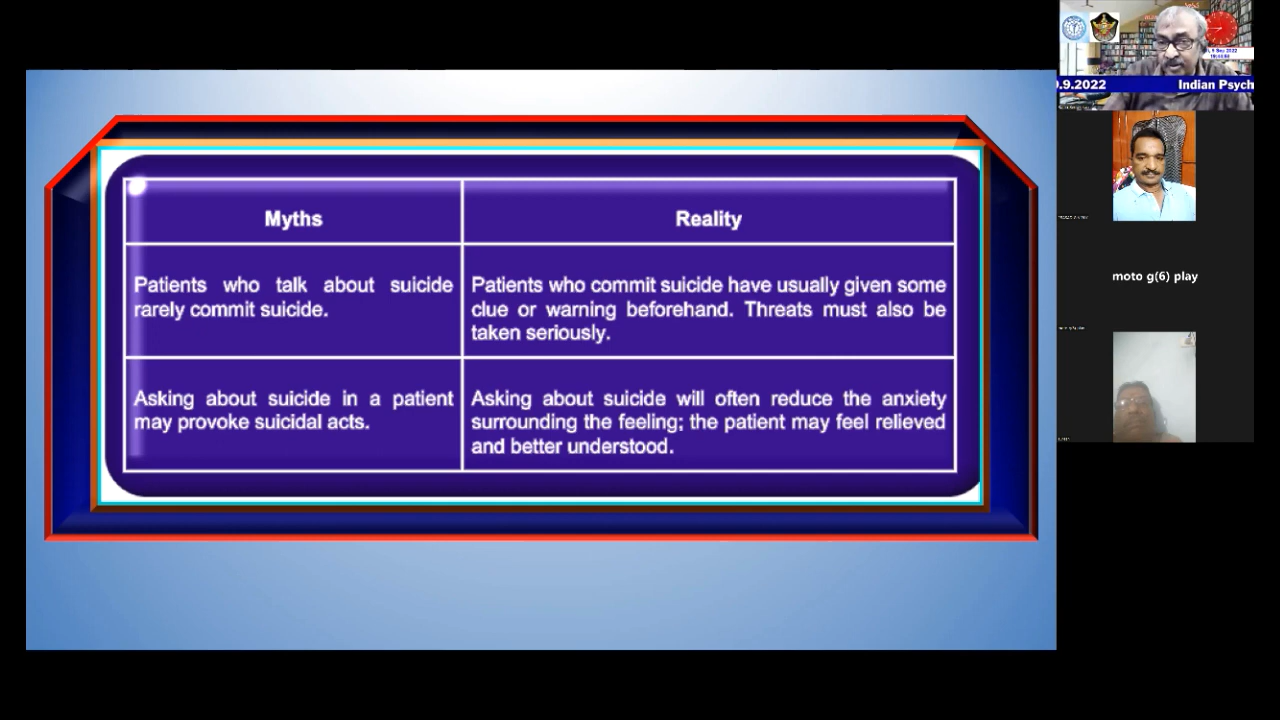 Myths
Reality
Patients who talk about suicide
rarely commit suicide.
Patients who commit suicide have usually given some
clue or warning beforehand. Threats must also be
taken seriously.
Asking about suicide in a patient
may provoke suicidal acts.
Asking about suicide will often reduce the anxiety
surrounding the feeling; the patient may feel relieved
and better understood.
.9.2022
Indian Psych
moto g(6) play